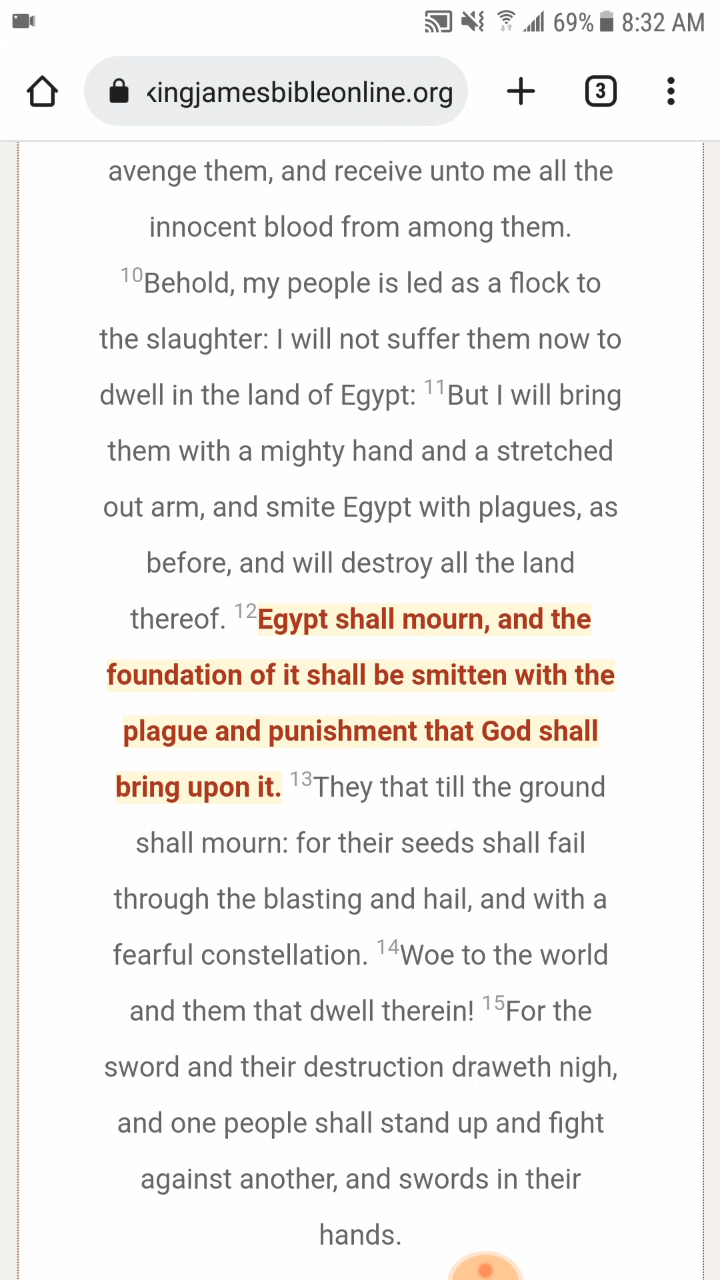 69% 8:32 AM
kingjamesbibleonline.org 3
avenge them, and receive unto me all the
innocent blood from among them.
10Behold, my people is led as a flock to
the slaughter: I will not suffer them now to
dwell in the land of Egypt: 11But I will bring
them with a mighty hand and a stretched
out arm, and smite Egypt with plagues, as
before, and will destroy all the land
thereof. 12Egypt shall mourn, and the
foundation of it shall be smitten with the
plague and punishment that God shall
bring upon it. 13They that till the ground
shall mourn: for their seeds shall fail
through the blasting and hail, and with a
fearful constellation. 14Woe to the world
and them that dwell therein! 15For the
sword and their destruction draweth nigh,
and one people shall stand up and fight
against another, and swords in their
hands.